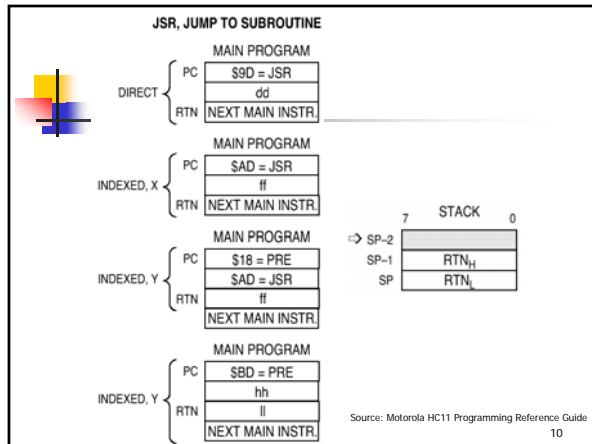 JSR, JUMP TO SUBROUTINE
MAIN PROGRAM
DIRECT
PC $9D = JSR
dd
RTN NEXT MAIN INSTR.
MAIN PROGRAM
INDEXED, X
PC $AD = JSR
ff
RTN NEXT MAIN INSTR.
MAIN PROGRAM
INDEXED, Y
PC $18 = PRE
$AD = JSR
RTN ff
NEXT MAIN INSTR.
MAIN PROGRAM
INDEXED, Y
PC $BD = PRE
hh
RTN ll
NEXT MAIN INSTR.
7 STACK 0
⇨ SP–2
SP–1 RTNH
SP RTNL
Source: Motorola HC11 Programming Reference Guide
10